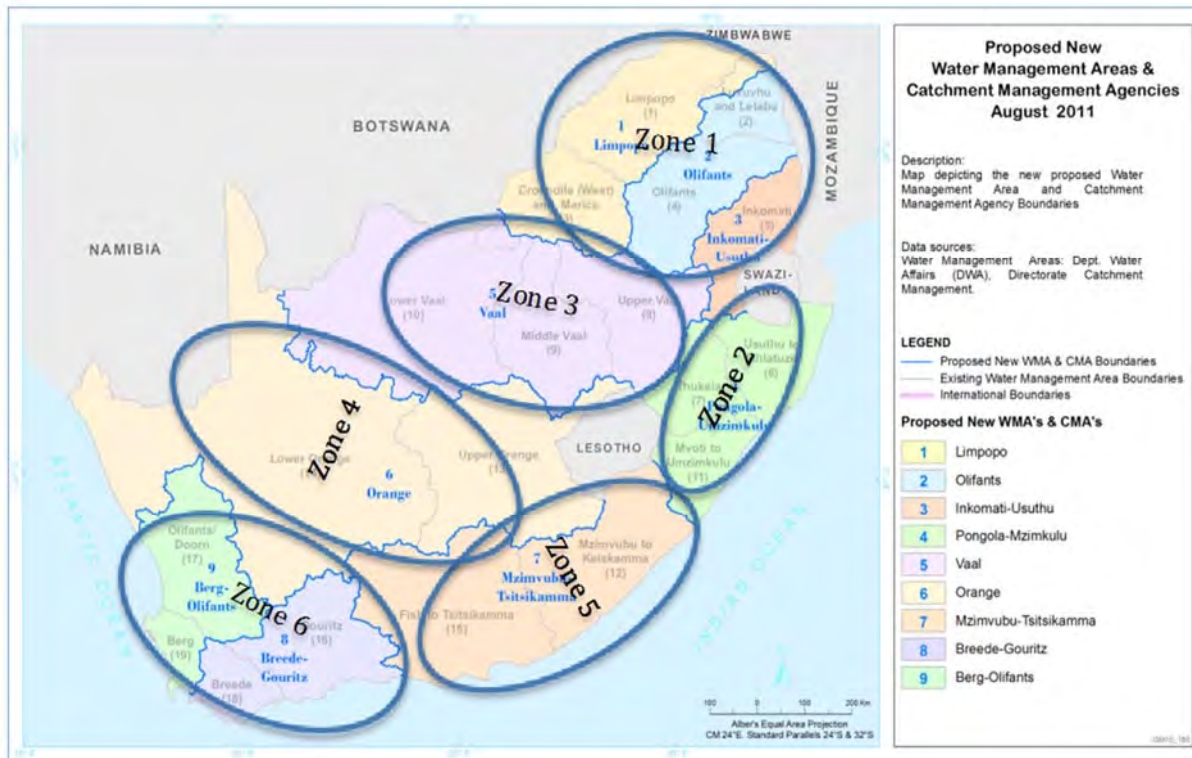 ZIMBABWE
BOTSWANA
MOZAMBIQUE
NAMIBIA
Limpopo
(1)
Luvuvhu
and Letaba
(2)
1
Limpopo
Zone 1
2
Olifants
Olifants
(4)
Crocodile (West)
and Marico
(3)
Inkomati
(5)
3
Inkomati-
Usuthu
SWAZI-
LAND
Zone 3
5
Vaal
Lower Vaal
(10)
Middle Vaal
(9)
Upper Vaal
(8)
Zone 2
Usuthu to
Mhlatuze
(6)
Thukela
(7)
Pongola-
Umzimkulu
Mvoti to
Umzimkulu
(11)
LESOTHO
Zone 4
Lower Orange
Upper Orange
6
Orange
Zone 5
Mzimvubu to
Keiskamma
(12)
7
Mzimvubu-
Tsitsikamma
Fish to Tsitsikamma
(15)
Zone 6
Olifants/
Doorn
(17)
9
Berg-
Olifants
Gouritz
(16)
8
Breede-
Gouritz
Berg
(19)
Breede
(18)
ATLANTIC OCEAN
INDIAN OCEAN
100 0 100 200 Km
Alber's Equal Area Projection
CM 24°E. Standard Parallels 24°S & 32°S
Proposed New
Water Management Areas &
Catchment Management Agencies
August 2011
Description:
Map depicting the new proposed Water
Management Area and Catchment
Management Agency Boundaries
Data sources:
Water Management Areas: Dept. Water
Affairs (DWA), Directorate Catchment
Management.
LEGEND
Proposed New WMA & CMA Boundaries
Existing Water Management Area Boundaries
International Boundaries
Proposed New WMA's & CMA's
1 Limpopo
2 Olifants
3 Inkomati-Usuthu
4 Pongola-Mzimkulu
5 Vaal
6 Orange
7 Mzimvubu-Tsitsikamma
8 Breede-Gouritz
9 Berg-Olifants